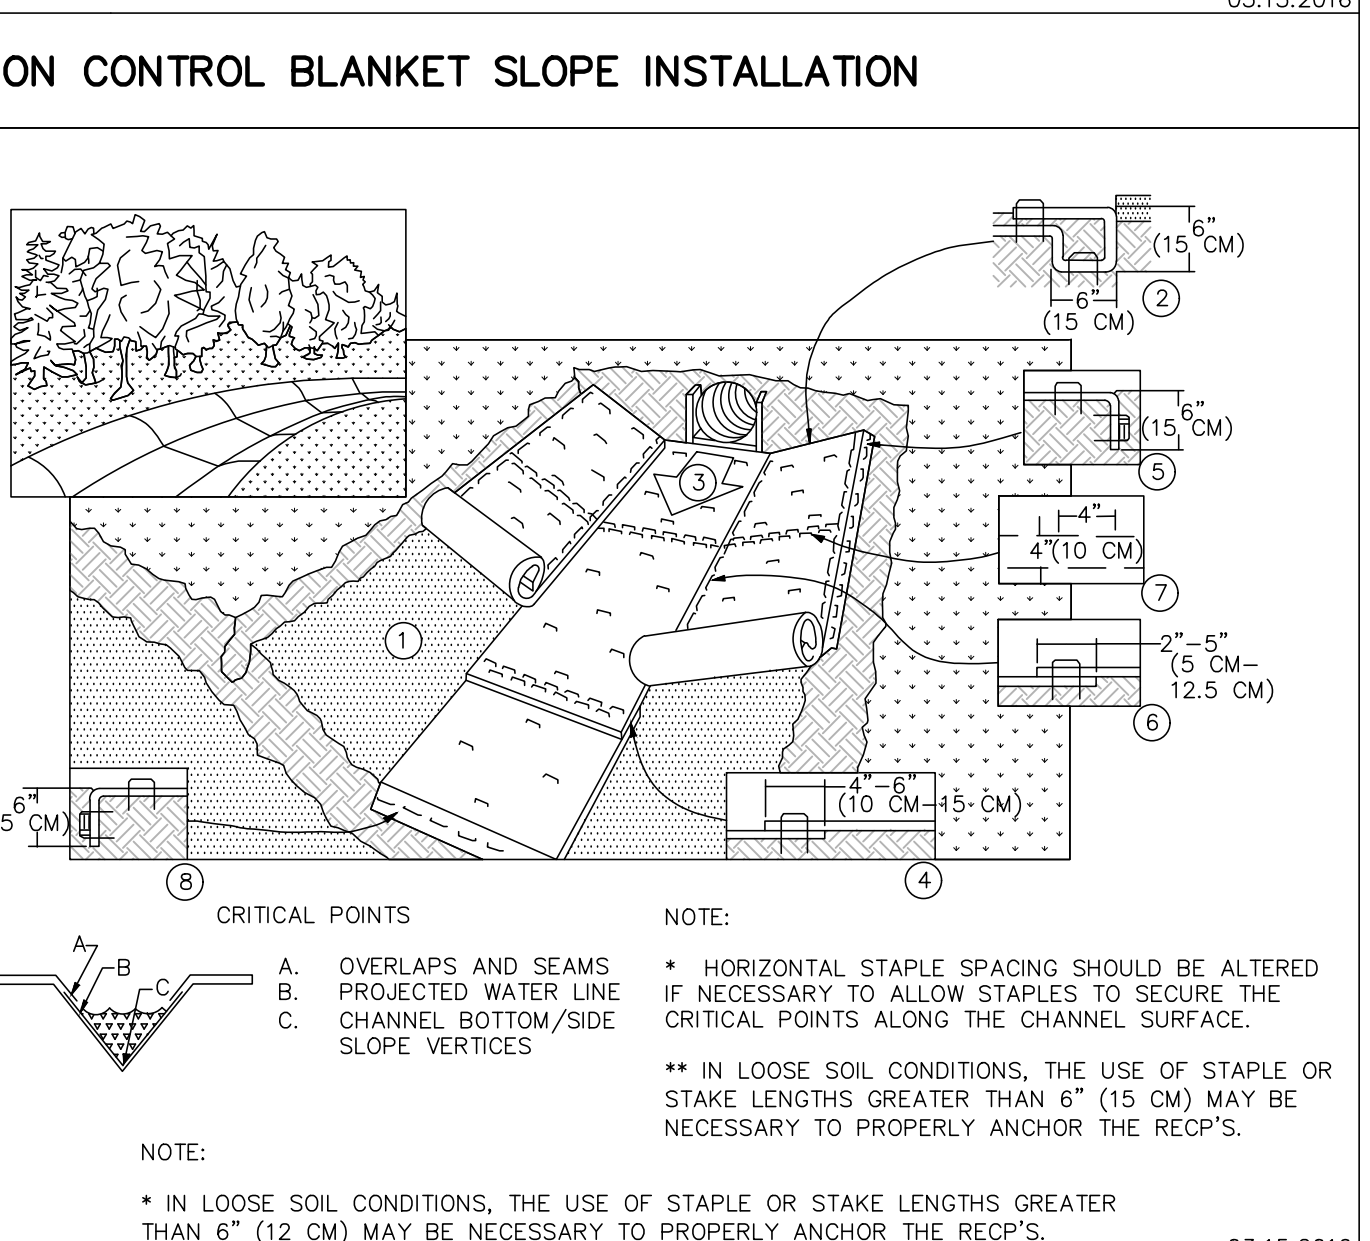 ON CONTROL BLANKET SLOPE INSTALLATION
6"
(15 CM)
6"
(15 CM)
2
6"
(15 CM)
5
3
4"
4"(10 CM)
7
1
2"-5"
(5 CM-
12.5 CM)
6
4"-6"
(10 CM-15 CM)
4
6"
5 CM)
8
CRITICAL POINTS
A
B
C
A. OVERLAPS AND SEAMS
B. PROJECTED WATER LINE
C. CHANNEL BOTTOM/SIDE
SLOPE VERTICES
NOTE:
* HORIZONTAL STAPLE SPACING SHOULD BE ALTERED
IF NECESSARY TO ALLOW STAPLES TO SECURE THE
CRITICAL POINTS ALONG THE CHANNEL SURFACE.
** IN LOOSE SOIL CONDITIONS, THE USE OF STAPLE OR
STAKE LENGTHS GREATER THAN 6" (15 CM) MAY BE
NECESSARY TO PROPERLY ANCHOR THE RECP'S.
NOTE:
* IN LOOSE SOIL CONDITIONS, THE USE OF STAPLE OR STAKE LENGTHS GREATER
THAN 6" (12 CM) MAY BE NECESSARY TO PROPERLY ANCHOR THE RECP'S.